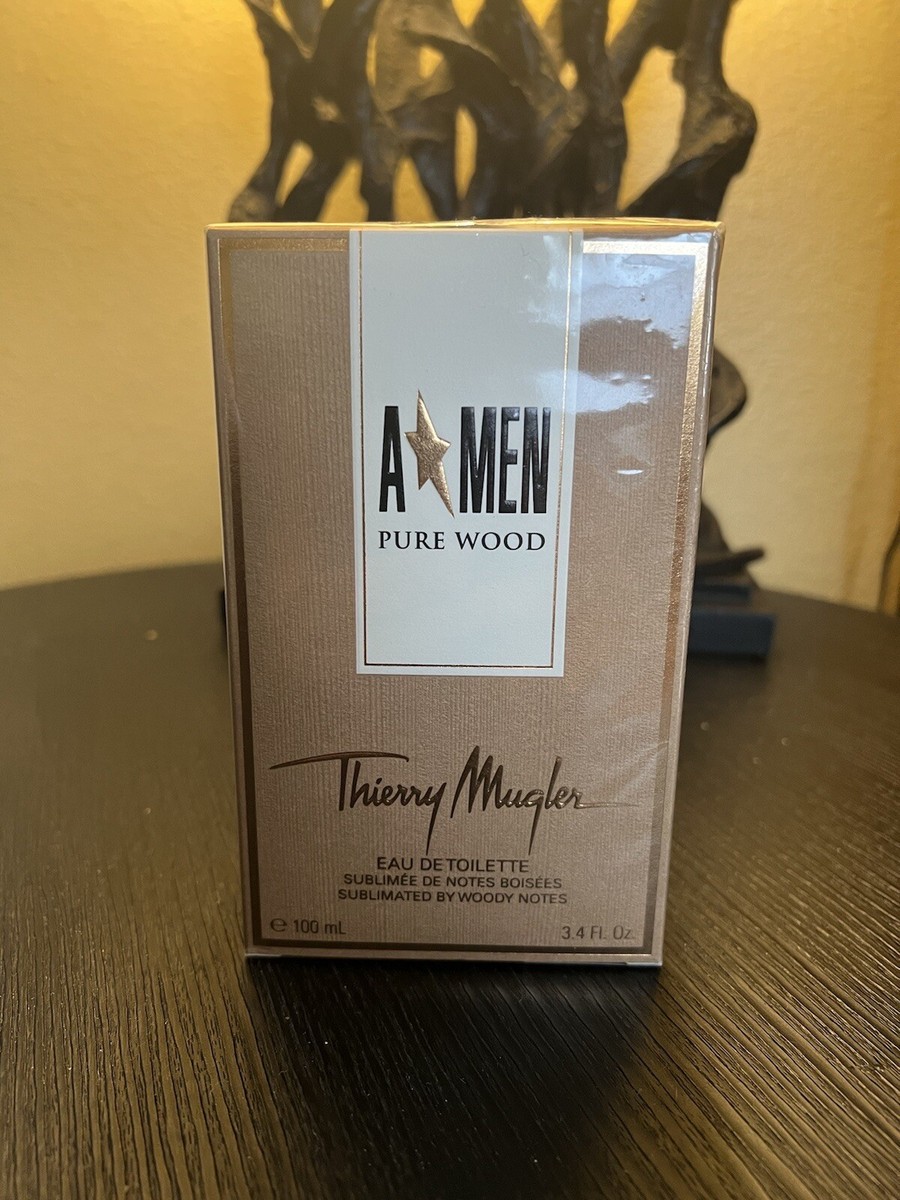 A★MEN
PURE WOOD
Thierry Mugler
EAU DE TOILETTE
SUBLIMÉE DE NOTES BOISÉES
SUBLIMATED BY WOODY NOTES
℮ 100 mL 3.4 Fl. Oz.